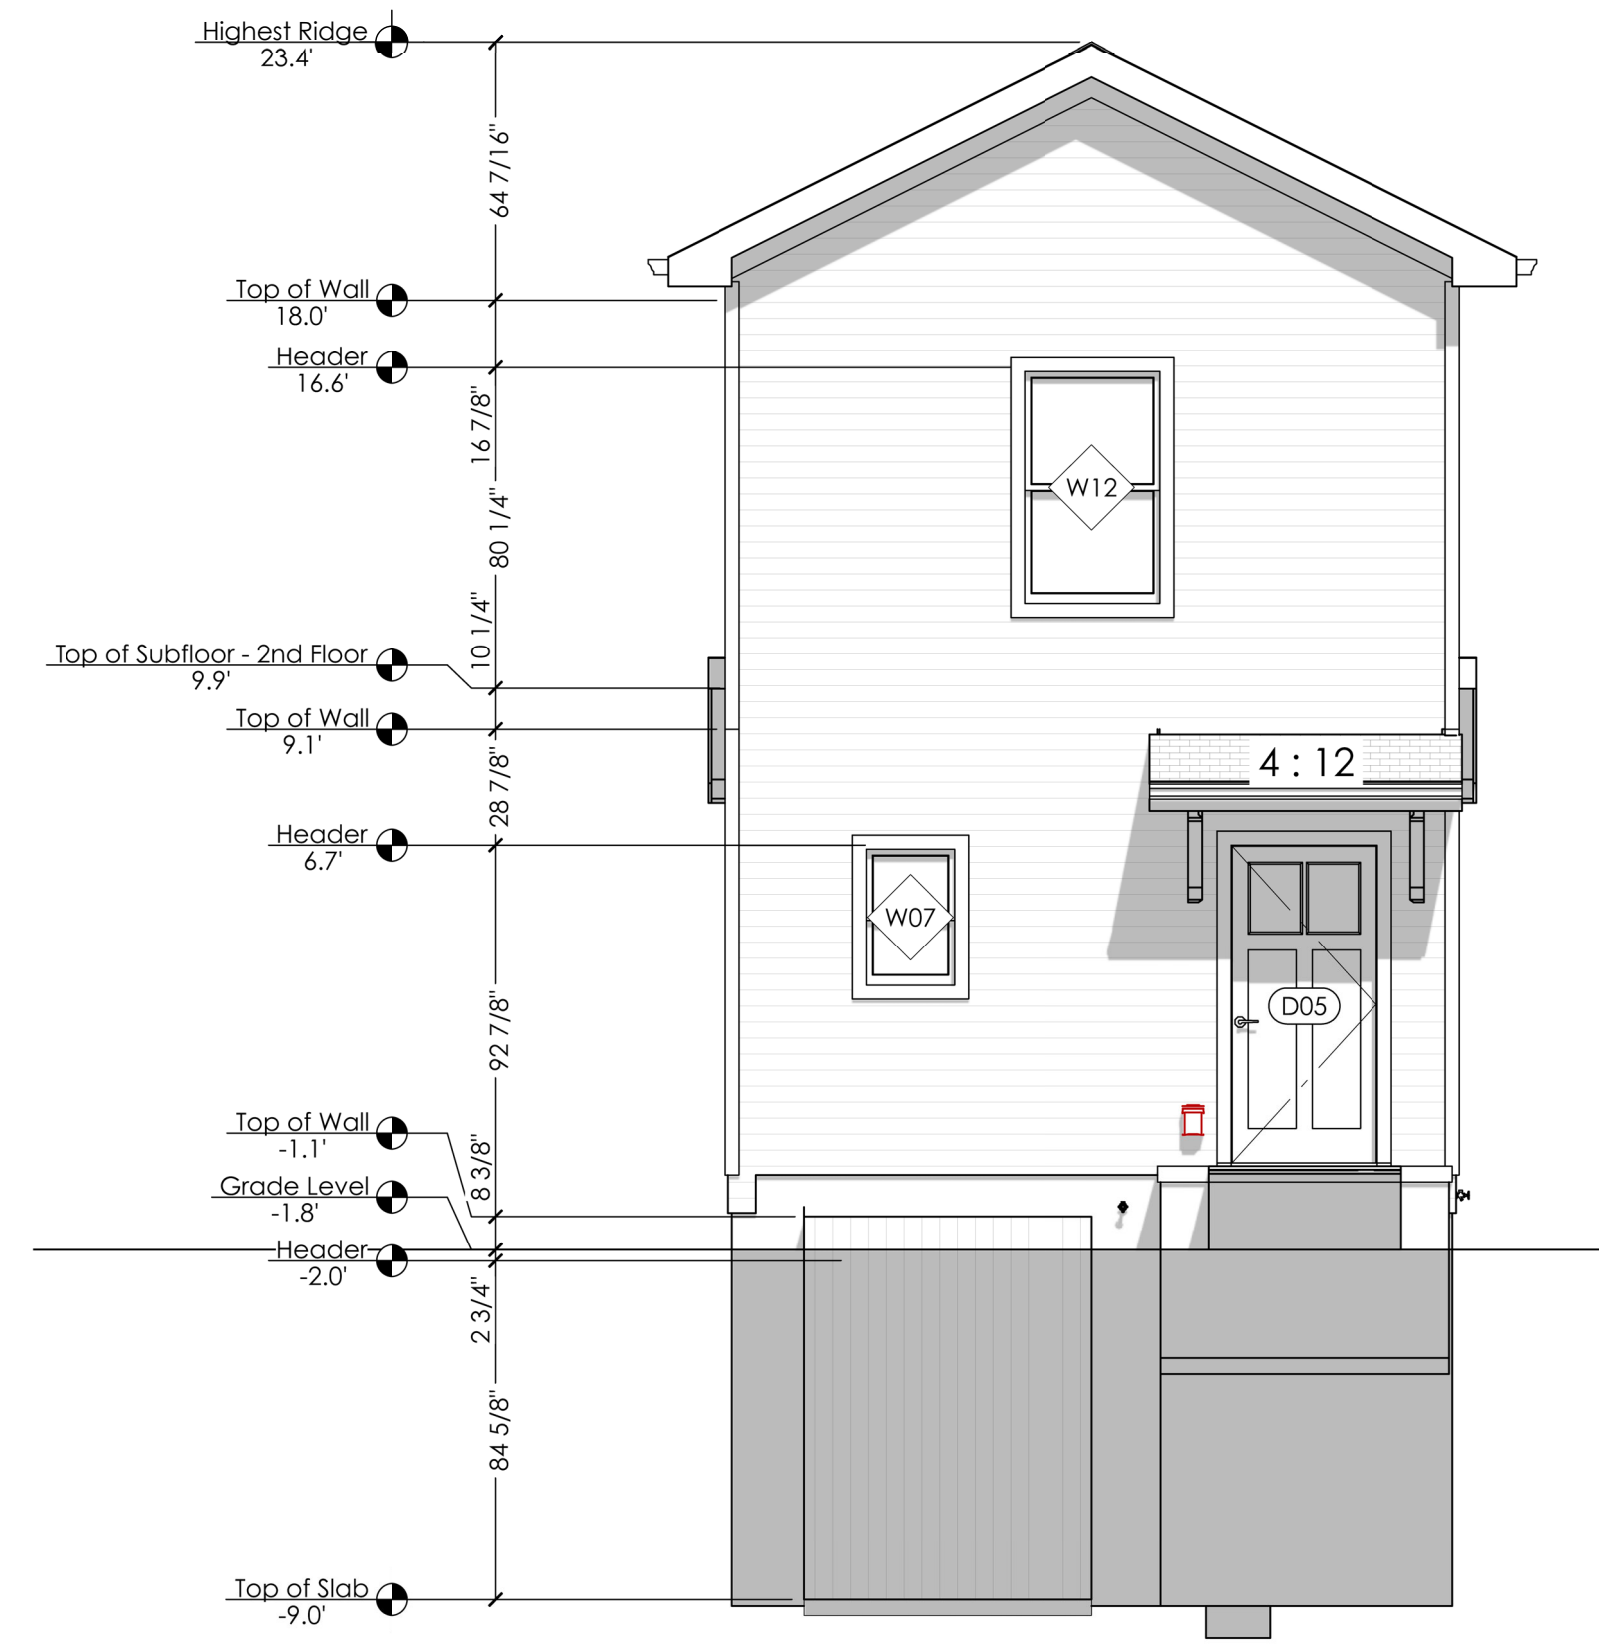 Highest Ridge
23.4'
64 7/16"
Top of Wall
18.0'
Header
16.6'
16 7/8"
80 1/4"
W12
10 1/4"
Top of Subfloor - 2nd Floor
9.9'
Top of Wall
9.1'
28 7/8"
4 : 12
Header
6.7'
W07
92 7/8"
D05
Top of Wall
-1.1'
8 3/8"
Grade Level
-1.8'
Header
-2.0'
2 3/4"
84 5/8"
Top of Slab
-9.0'